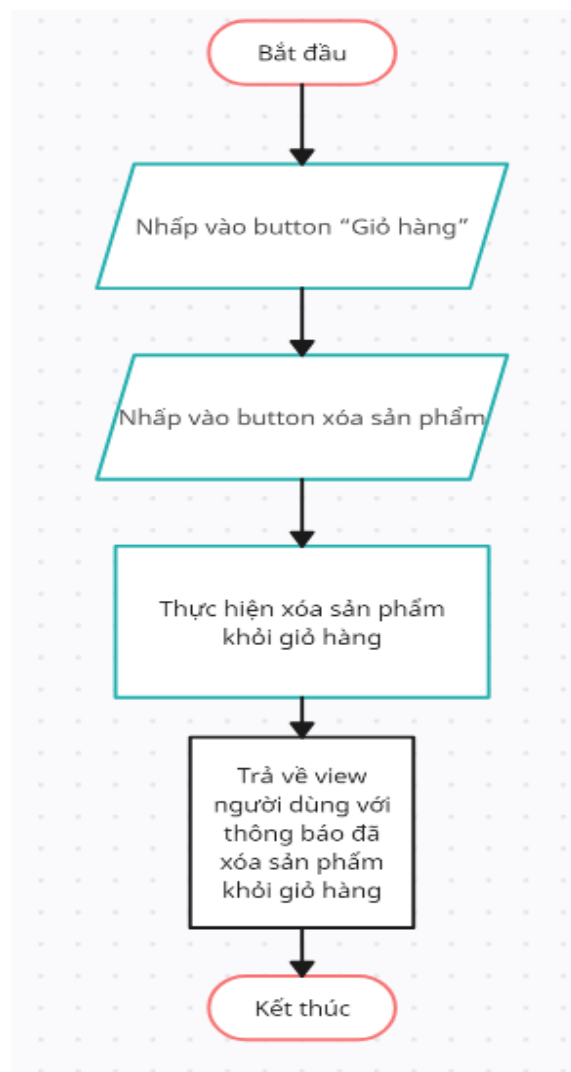 Bắt đầu
Nhấp vào button “Giỏ hàng”
Nhấp vào button xóa sản phẩm
Thực hiện xóa sản phẩm
khỏi giỏ hàng
Trả về view
người dùng với
thông báo đã
xóa sản phẩm
khỏi giỏ hàng
Kết thúc